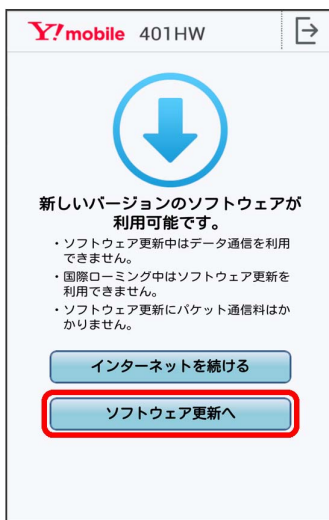 Y!mobile 401HW
新しいバージョンのソフトウェアが
利用可能です。
・ソフトウェア更新中はデータ通信を利用
できません。
・国際ローミング中はソフトウェア更新を
利用できません。
・ソフトウェア更新にパケット通信料はか
かりません。
インターネットを続ける
ソフトウェア更新へ